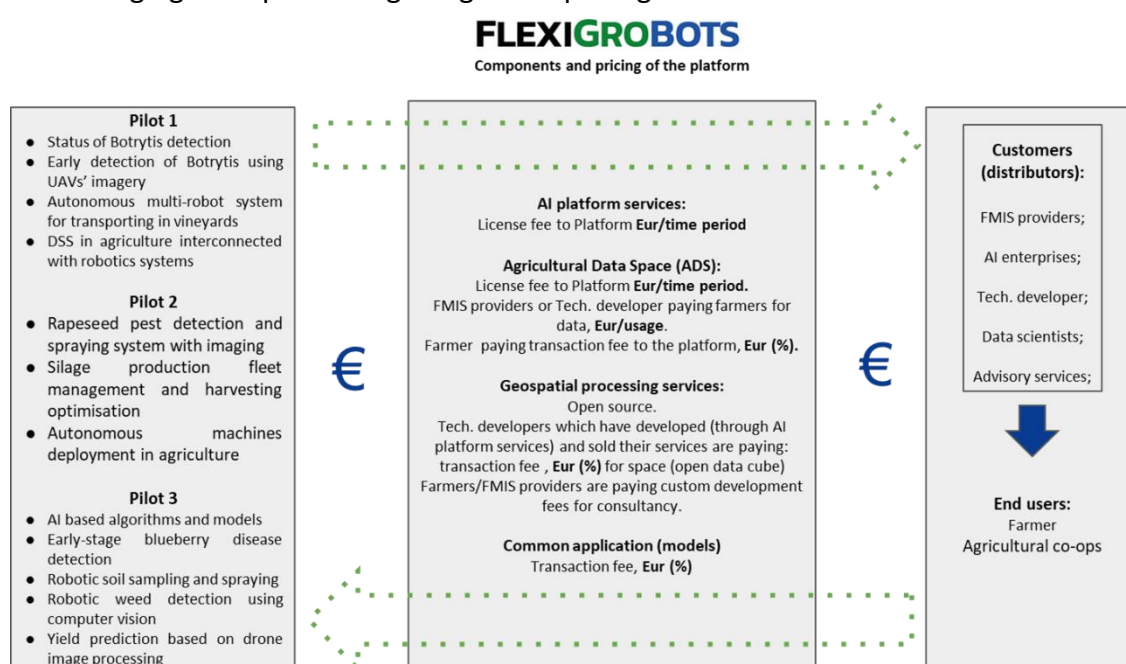 FLEXIGROBOTS
Components and pricing of the platform
Pilot 1
● Status of Botrytis detection
● Early detection of Botrytis using
UAVs' imagery
● Autonomous multi-robot system
for transporting in vineyards
● DSS in agriculture interconnected
with robotics systems
Pilot 2
● Rapeseed pest detection and
spraying system with imaging
● Silage production fleet
management and harvesting
optimisation
● Autonomous machines
deployment in agriculture
Pilot 3
● AI based algorithms and models
● Early-stage blueberry disease
detection
● Robotic soil sampling and spraying
● Robotic weed detection using
computer vision
● Yield prediction based on drone
image processing
€
AI platform services:
License fee to Platform Eur/time period
Agricultural Data Space (ADS):
License fee to Platform Eur/time period.
FMIS providers or Tech. developer paying farmers for
data, Eur/usage.
Farmer paying transaction fee to the platform, Eur (%).
Geospatial processing services:
Open source.
Tech. developers which have developed (through AI
platform services) and sold their services are paying:
transaction fee , Eur (%) for space (open data cube)
Farmers/FMIS providers are paying custom development
fees for consultancy.
Common application (models)
Transaction fee, Eur (%)
€
Customers
(distributors):
FMIS providers;
AI enterprises;
Tech. developer;
Data scientists;
Advisory services;
End users:
Farmer
Agricultural co-ops